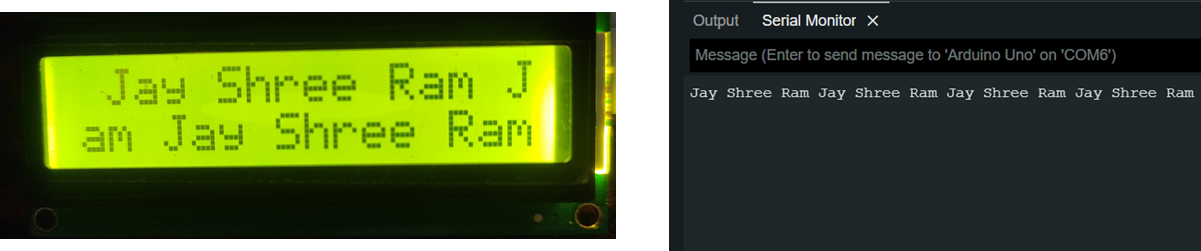 Jay Shree Ram J
am Jay Shree Ram
Output Serial Monitor ×
Message (Enter to send message to 'Arduino Uno' on 'COM6')
Jay Shree Ram Jay Shree Ram Jay Shree Ram Jay Shree Ram